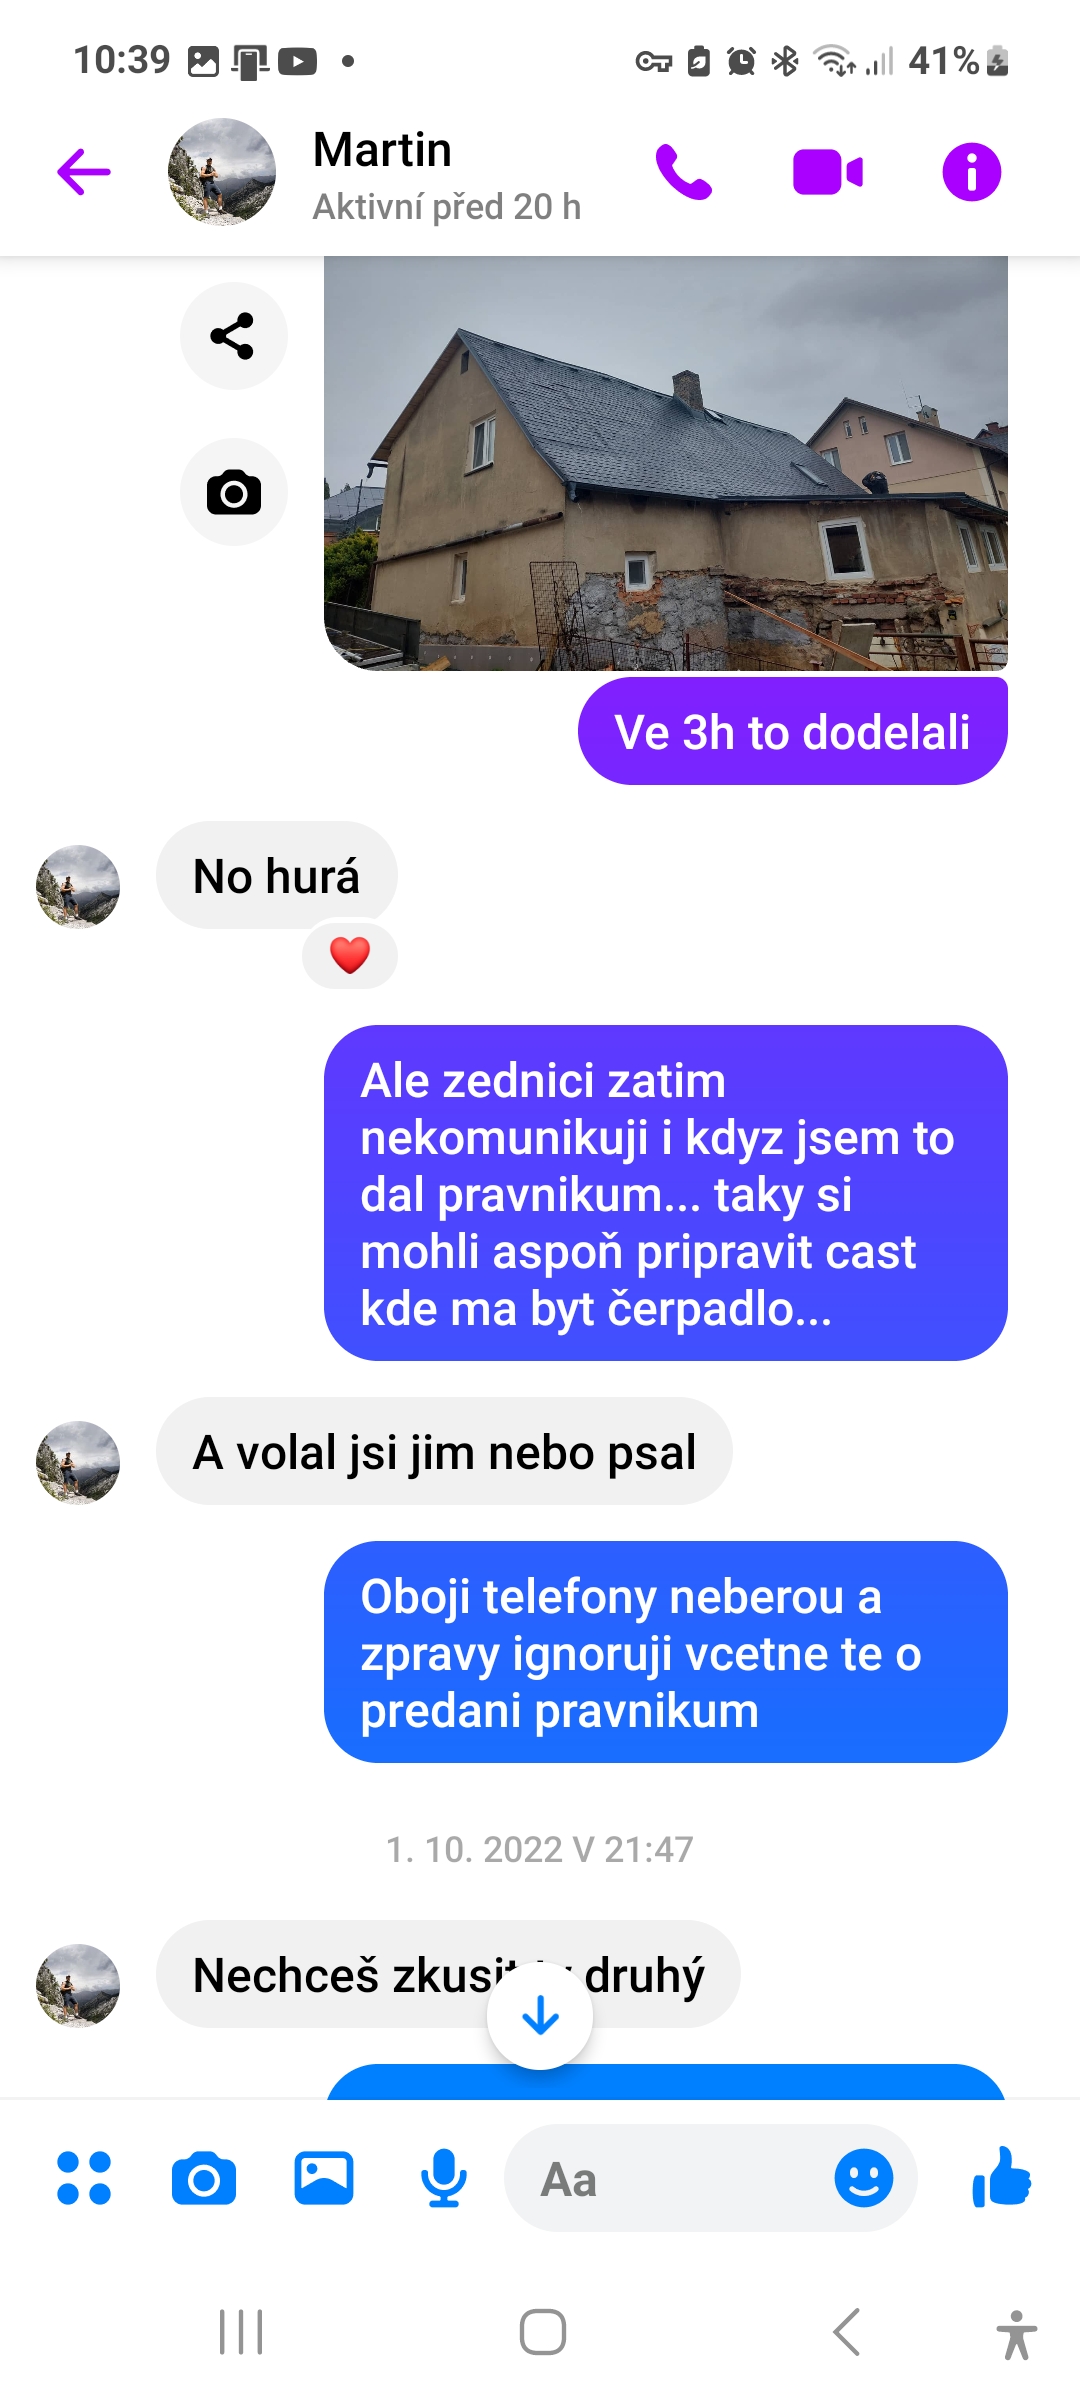 10:39
41%
Martin
Aktivní před 20 h
Ve 3h to dodelali
No hurá
Ale zednici zatim
nekomunikuji i kdyz jsem to
dal pravnikum... taky si
mohli aspoň pripravit cast
kde ma byt čerpadlo...
A volal jsi jim nebo psal
Oboji telefony neberou a
zpravy ignoruji vcetne te o
predani pravnikum
1. 10. 2022 V 21:47
Nechceš zkusit druhý
Aa